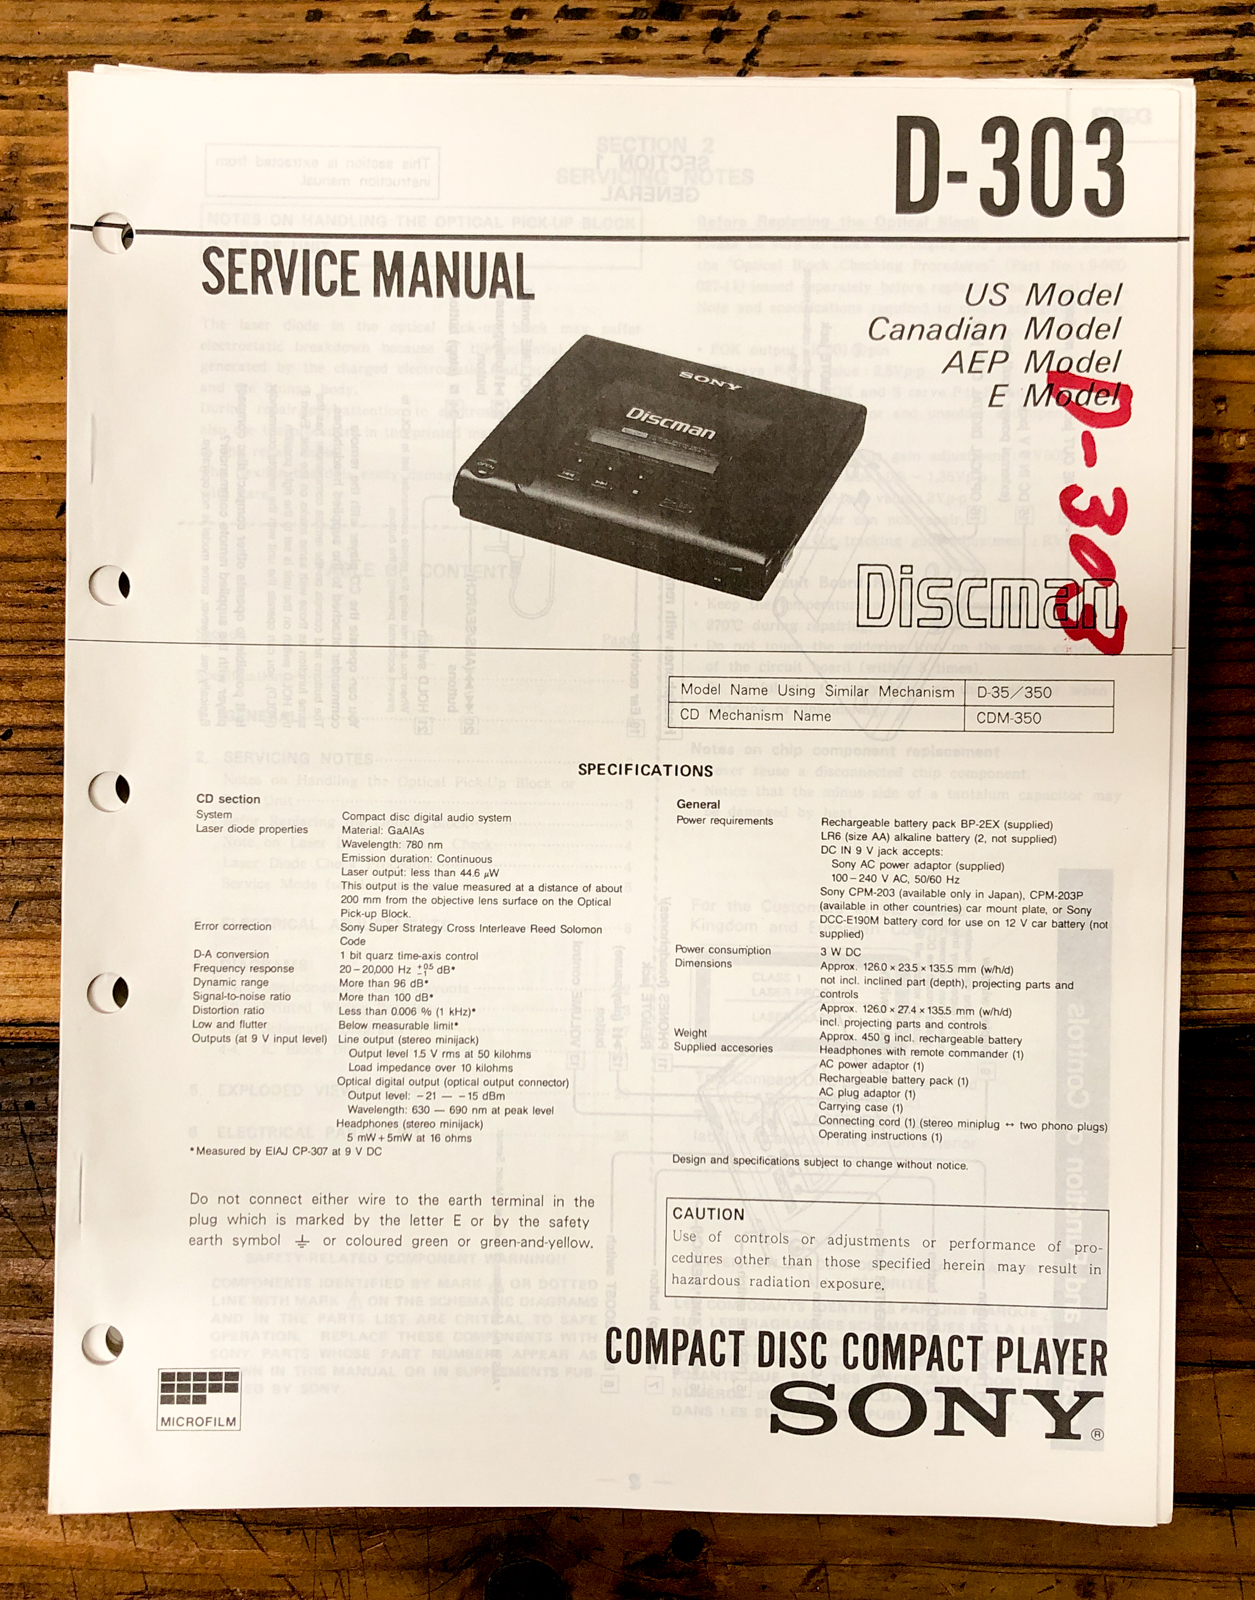 D-303
SERVICE MANUAL
US Model
Canadian Model
AEP Model
E Model
D-303
SONY
Discman
OPEN
Discman
Model Name Using Similar Mechanism D-35/350
CD Mechanism Name CDM-350
SPECIFICATIONS
CD section
System Compact disc digital audio system
Laser diode properties Material: GaAlAs
Wavelength: 780 nm
Emission duration: Continuous
Laser output: less than 44.6 μW
This output is the value measured at a distance of about
200 mm from the objective lens surface on the Optical
Pick-up Block.
Error correction Sony Super Strategy Cross Interleave Reed Solomon
Code
D-A conversion 1 bit quarz time-axis control
Frequency response 20-20,000 Hz +0.5 -1 dB*
Dynamic range More than 96 dB*
Signal-to-noise ratio More than 100 dB*
Distortion ratio Less than 0.006 % (1 kHz)*
Low and flutter Below measurable limit*
Outputs (at 9 V input level) Line output (stereo minijack)
Output level 1.5 V rms at 50 kilohms
Load impedance over 10 kilohms
Optical digital output (optical output connector)
Output level: -21 — -15 dBm
Wavelength: 630 — 690 nm at peak level
Headphones (stereo minijack)
5 mW+5mW at 16 ohms
*Measured by EIAJ CP-307 at 9 V DC
General
Power requirements Rechargeable battery pack BP-2EX (supplied)
LR6 (size AA) alkaline battery (2, not supplied)
DC IN 9 V jack accepts:
Sony AC power adaptor (supplied)
100-240 V AC, 50/60 Hz
Sony CPM-203 (available only in Japan), CPM-203P
(available in other countries) car mount plate, or Sony
DCC-E190M battery cord for use on 12 V car battery (not
supplied)
Power consumption 3 W DC
Dimensions Approx. 126.0 × 23.5 × 135.5 mm (w/h/d)
not incl. inclined part (depth), projecting parts and
controls
Approx. 126.0 × 27.4 × 135.5 mm (w/h/d)
incl. projecting parts and controls
Weight Approx. 450 g incl. rechargeable battery
Supplied accesories Headphones with remote commander (1)
AC power adaptor (1)
Rechargeable battery pack (1)
AC plug adaptor (1)
Carrying case (1)
Connecting cord (1) (stereo miniplug ↔ two phono plugs)
Operating instructions (1)
Design and specifications subject to change without notice.
Do not connect either wire to the earth terminal in the
plug which is marked by the letter E or by the safety
earth symbol ⏚ or coloured green or green-and-yellow.
CAUTION
Use of controls or adjustments or performance of pro-
cedures other than those specified herein may result in
hazardous radiation exposure.
COMPACT DISC COMPACT PLAYER
SONY®
MICROFILM